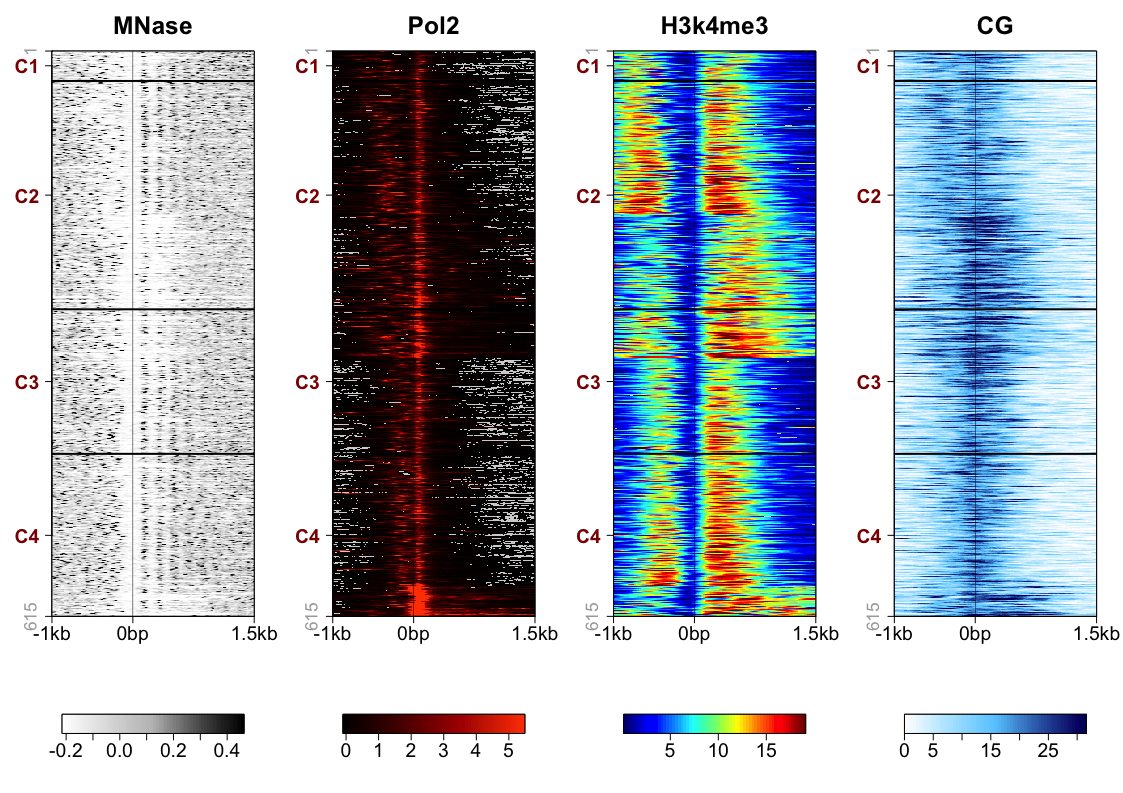 MNase Pol2 H3k4me3 CG
1 1 1 1
C1 C1 C1 C1
C2 C2 C2 C2
C3 C3 C3 C3
C4 C4 C4 C4
615 615 615 615
-1kb 0bp 1.5kb -1kb 0bp 1.5kb -1kb 0bp 1.5kb -1kb 0bp 1.5kb
-0.2 0.0 0.2 0.4 0 1 2 3 4 5 5 10 15 0 5 15 25